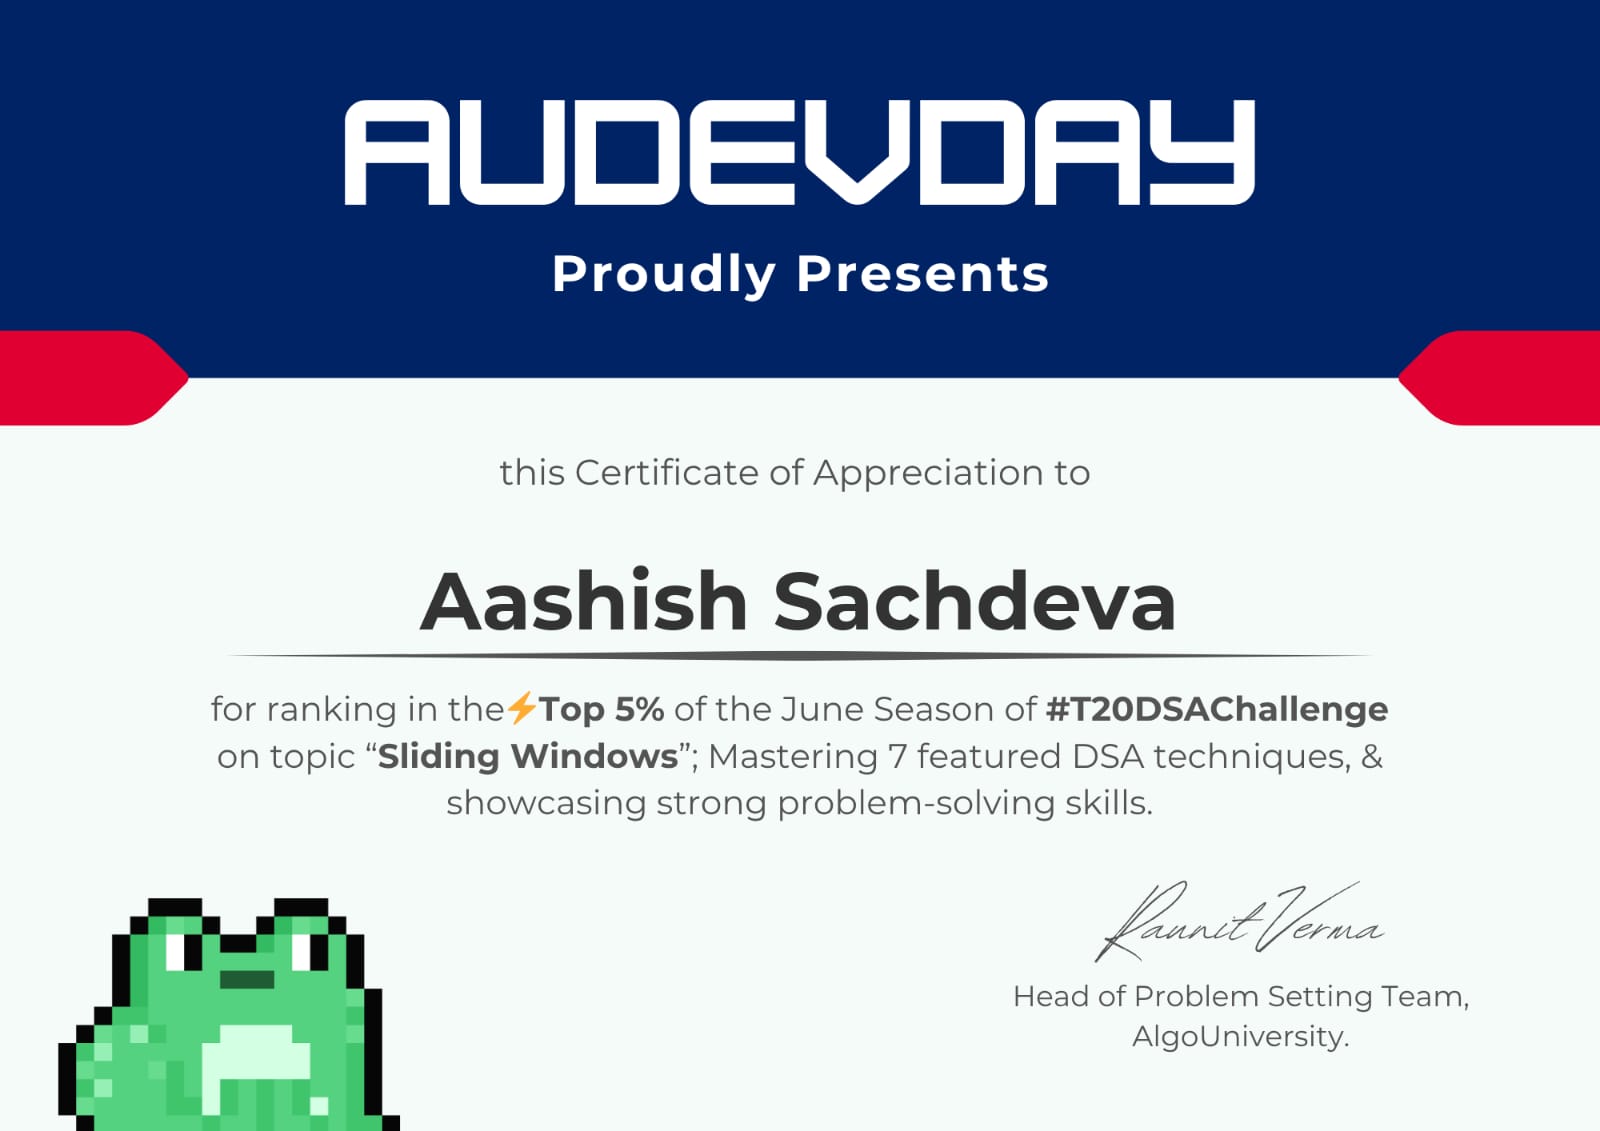 AUDEVDAY
Proudly Presents
this Certificate of Appreciation to
Aashish Sachdeva
for ranking in the⚡Top 5% of the June Season of #T20DSAChallenge
on topic “Sliding Windows”; Mastering 7 featured DSA techniques, &
showcasing strong problem-solving skills.
Raunit Verma
Head of Problem Setting Team,
AlgoUniversity.